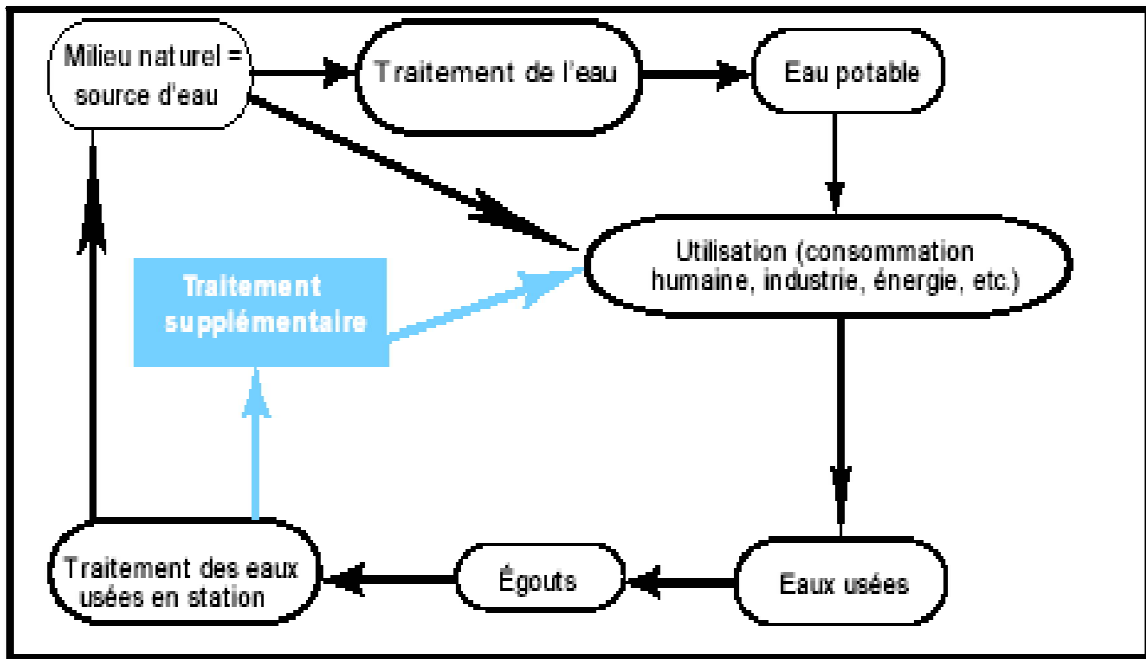 Milieu naturel =
source d'eau
Traitement de l'eau
Eau potable
Utilisation (consommation
humaine, industrie, énergie, etc.)
Traitement
supplémentaire
Traitement des eaux
usées en station
Égouts
Eaux usées